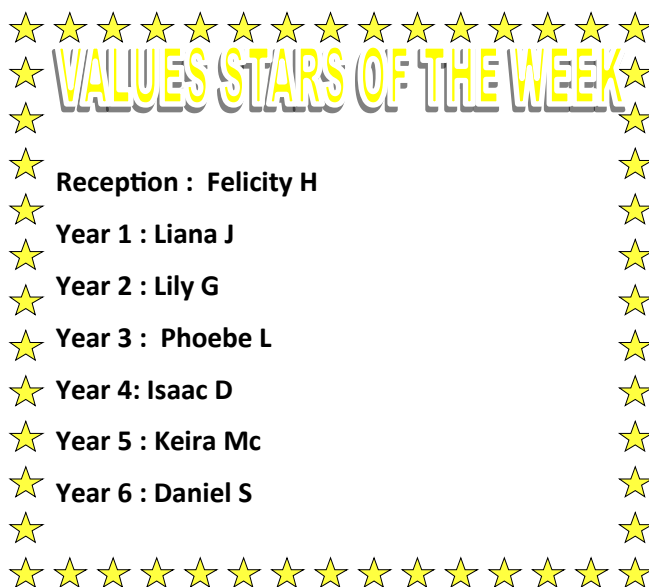 VALUES STARS OF THE WEEK
Reception : Felicity H
Year 1 : Liana J
Year 2 : Lily G
Year 3 : Phoebe L
Year 4: Isaac D
Year 5 : Keira Mc
Year 6 : Daniel S